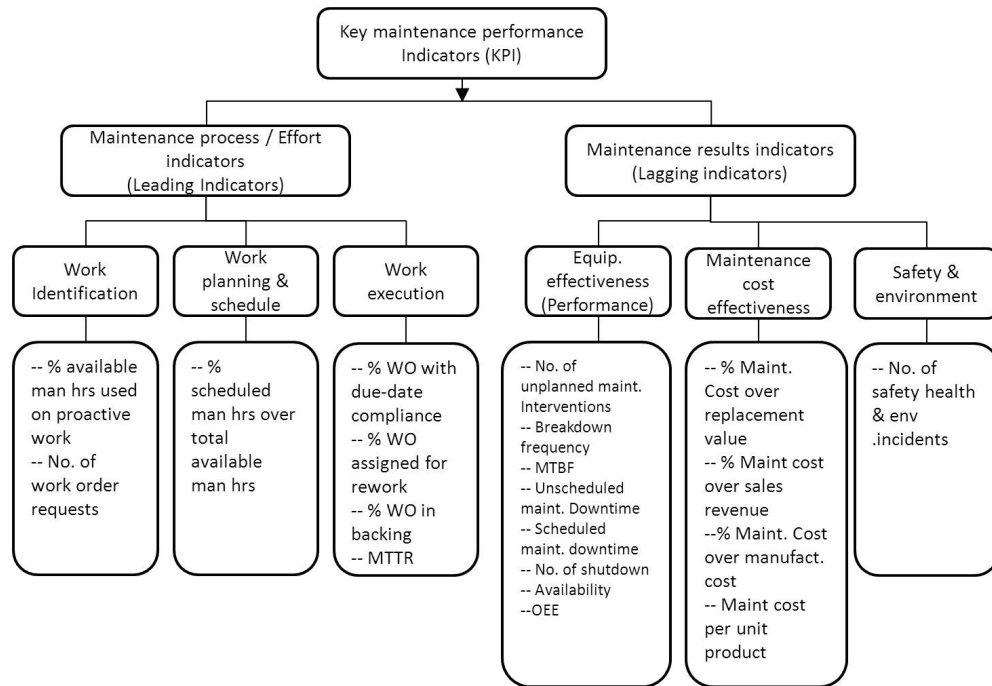 Key maintenance performance
Indicators (KPI)
Maintenance process / Effort
indicators
(Leading Indicators)
Maintenance results indicators
(Lagging indicators)
Work
Identification
Work
planning &
schedule
Work
execution
Equip.
effectiveness
(Performance)
Maintenance
cost
effectiveness
Safety &
environment
-- % available
man hrs used
on proactive
work
-- No. of
work order
requests
-- %
scheduled
man hrs over
total
available
man hrs
-- % WO with
due-date
compliance
-- % WO
assigned for
rework
-- % WO in
backing
-- MTTR
-- No. of
unplanned maint.
Interventions
-- Breakdown
frequency
-- MTBF
-- Unscheduled
maint. Downtime
-- Scheduled
maint. downtime
-- No. of shutdown
-- Availability
--OEE
-- % Maint.
Cost over
replacement
value
-- % Maint cost
over sales
revenue
--% Maint. Cost
over manufact.
cost
-- Maint cost
per unit
product
-- No. of
safety health
& env
.incidents